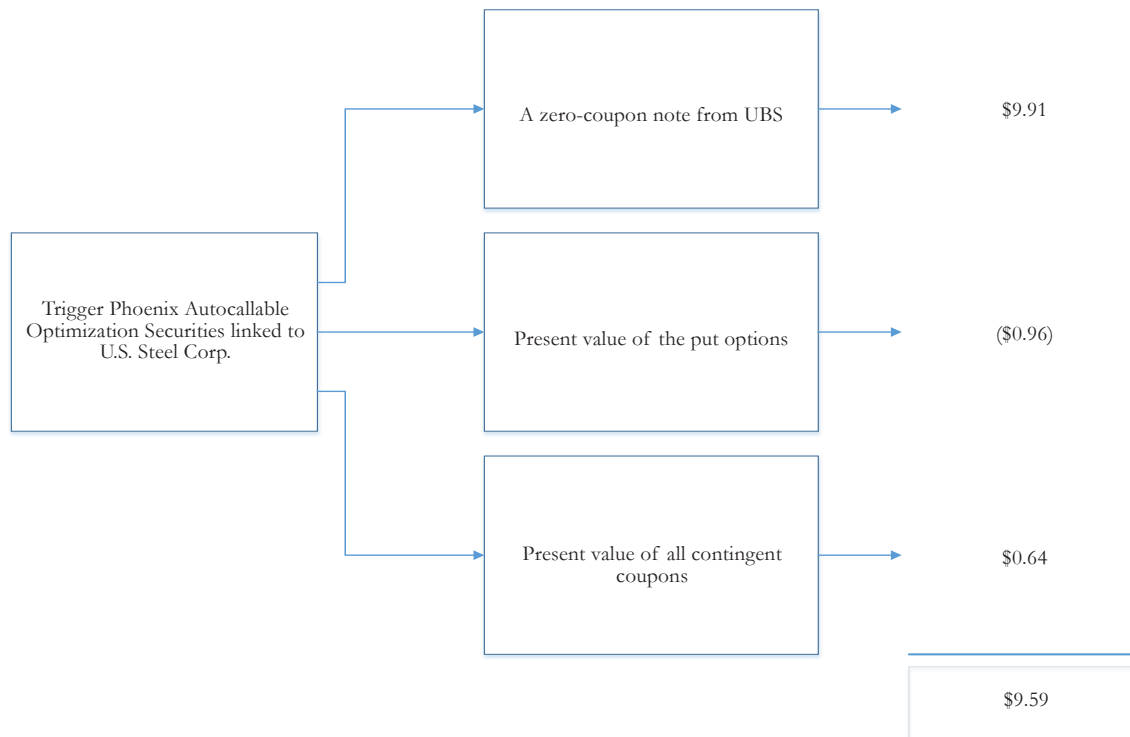 A zero-coupon note from UBS
$9.91
Trigger Phoenix Autocallable
Optimization Securities linked to
U.S. Steel Corp.
Present value of the put options
($0.96)
Present value of all contingent
coupons
$0.64
$9.59